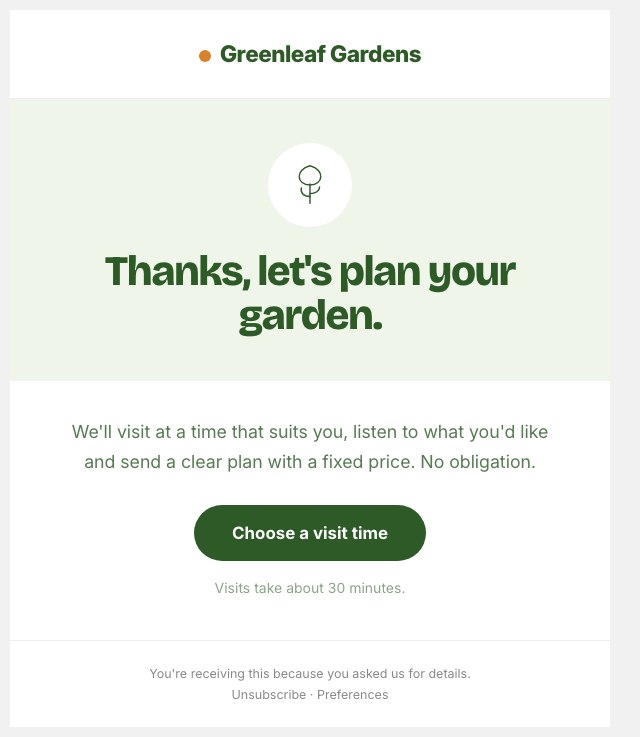 Greenleaf Gardens
Thanks, let's plan your
garden.
We'll visit at a time that suits you, listen to what you'd like
and send a clear plan with a fixed price. No obligation.
Choose a visit time
Visits take about 30 minutes.
You're receiving this because you asked us for details.
Unsubscribe · Preferences